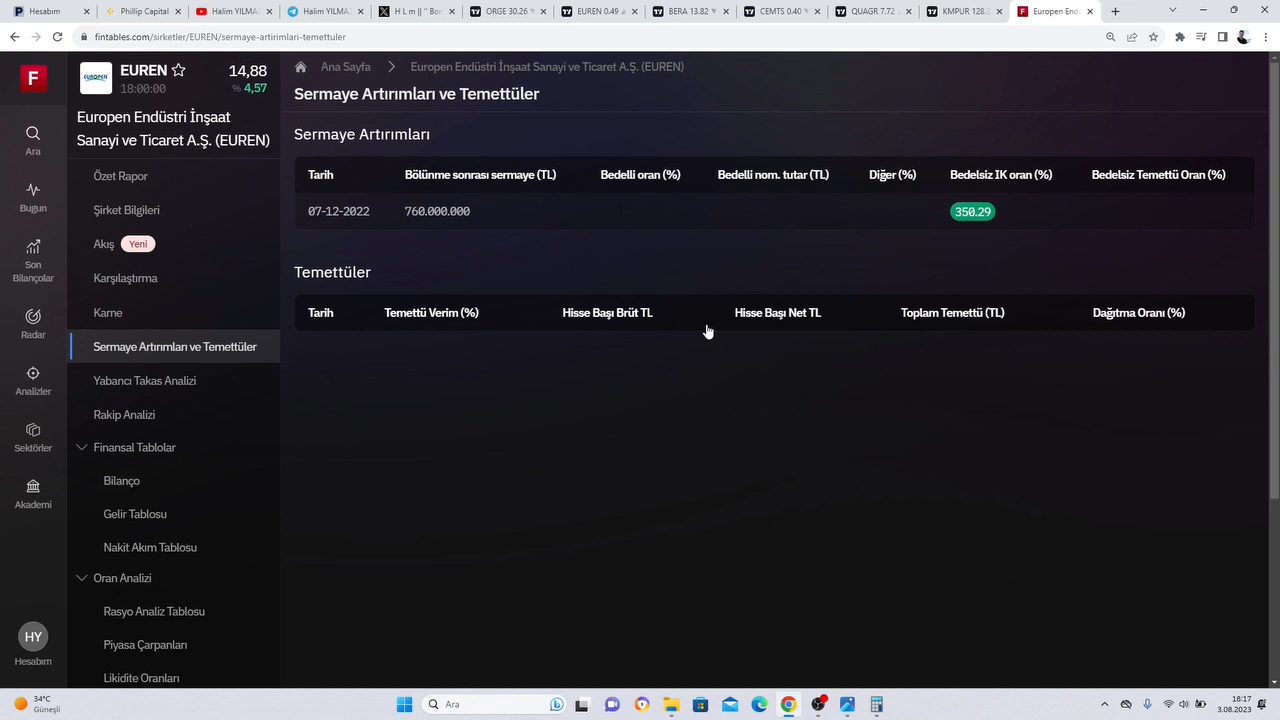 Hesabım
Philip Capital
Halim YILMAZ
Halim YILMAZ
H L m || " Bor
ORGE 30.26
EUREN 0.49
BERA 13.82
CEMTS 0.40
QUAGR 7.72
KMPUR 128.3
Europen End
fintables.com/sirketler/EUREN/sermaye-artirimlari-temettuler
F
EUROPEN
EUREN
14,88
18:00:00
% 4,57
Europen Endüstri İnşaat
Sanayi ve Ticaret A.Ş. (EUREN)
Ara
Bugün
Son
Bilançolar
Radar
Analizler
Sektörler
Akademi
HY
Hesabım
Özet Rapor
Şirket Bilgileri
Akış Yeni
Karşılaştırma
Karne
Sermaye Artırımları ve Temettüler
Yabancı Takas Analizi
Rakip Analizi
Finansal Tablolar
Bilanço
Gelir Tablosu
Nakit Akım Tablosu
Oran Analizi
Rasyo Analiz Tablosu
Piyasa Çarpanları
Likidite Oranları
Ana Sayfa
Europen Endüstri İnşaat Sanayi ve Ticaret A.Ş. (EUREN)
Sermaye Artırımları ve Temettüler
Sermaye Artırımları
Tarih Bölünme sonrası sermaye (TL) Bedelli oran (%) Bedelli nom. tutar (TL) Diğer (%) Bedelsiz IK oran (%) Bedelsiz Temettü Oran (%)
07-12-2022 760.000.000 350.29
Temettüler
Tarih Temettü Verim (%) Hisse Başı Brüt TL Hisse Başı Net TL Toplam Temettü (TL) Dağıtma Oranı (%)
34°C
Güneşli
Ara
18:17
3.08.2023